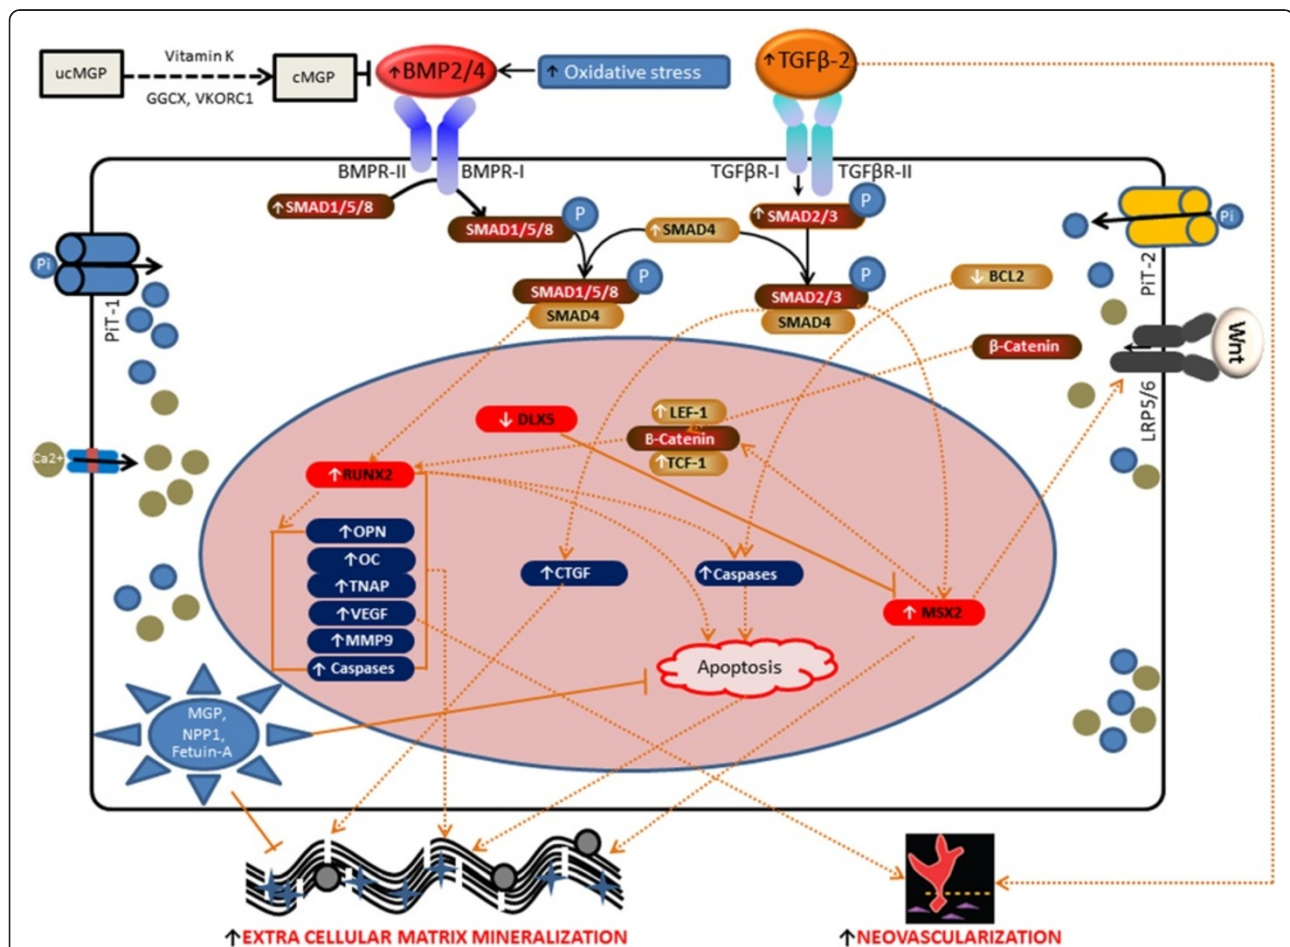 ucMGP
Vitamin K
GGCX, VKORC1
cMGP
↑BMP2/4
↑ Oxidative stress
↑TGFβ-2
BMPR-II
BMPR-I
TGFβR-I
TGFβR-II
↑SMAD1/5/8
SMAD1/5/8
P
↑SMAD4
↑SMAD2/3
P
SMAD1/5/8
P
SMAD4
SMAD2/3
P
SMAD4
↓ BCL2
β-Catenin
Pi
PiT-1
Pi
PiT-2
Wnt
LRP5/6
Ca2+
↓ DLX5
↑LEF-1
B-Catenin
↑TCF-1
↑RUNX2
↑OPN
↑OC
↑TNAP
↑VEGF
↑MMP9
↑ Caspases
↑CTGF
↑Caspases
↑ MSX2
Apoptosis
MGP,
NPP1,
Fetuin-A
↑EXTRA CELLULAR MATRIX MINERALIZATION
↑NEOVASCULARIZATION